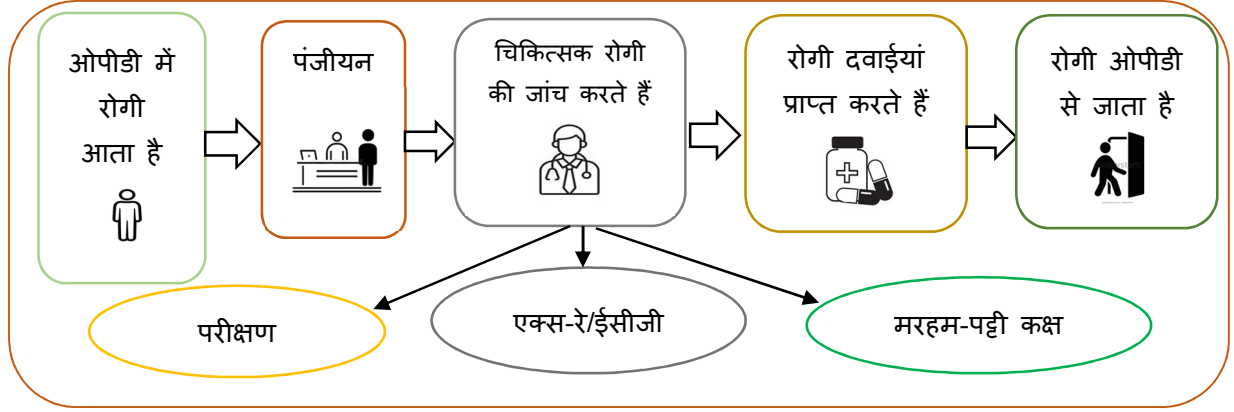 ओपीडी में
रोगी
आता है
पंजीयन
चिकित्सक रोगी
की जांच करते हैं
रोगी दवाईयां
प्राप्त करते हैं
रोगी ओपीडी
से जाता है
परीक्षण
एक्स-रे/ईसीजी
मरहम-पट्टी कक्ष